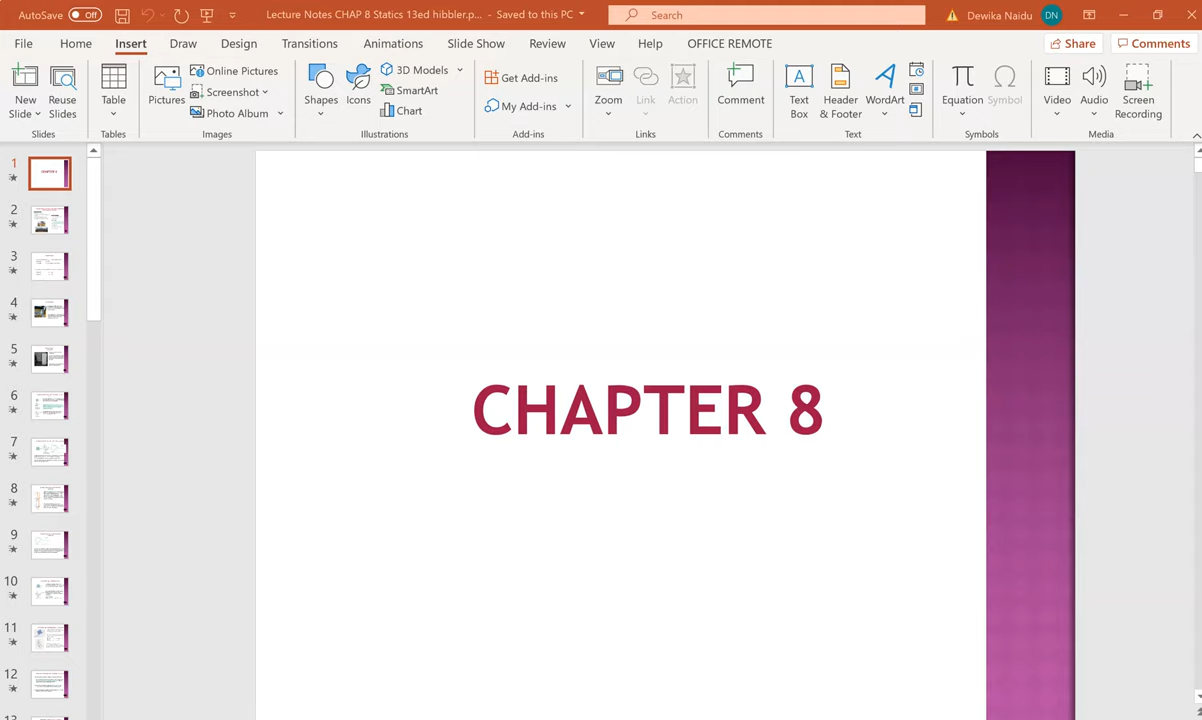 AutoSave Off Lecture Notes CHAP 8 Statics 13ed hibbler.p... - Saved to this PC Search Dewika Naidu DN
File Home Insert Draw Design Transitions Animations Slide Show Review View Help OFFICE REMOTE Share Comments
New Slide
Reuse Slides
Slides
Table
Tables
Pictures
Online Pictures
Screenshot
Photo Album
Images
Shapes
Icons
3D Models
SmartArt
Chart
Illustrations
Get Add-ins
My Add-ins
Add-ins
Zoom
Link
Action
Links
Comment
Comments
Text Box
Header & Footer
WordArt
Text
Equation
Symbol
Symbols
Video
Audio
Screen Recording
Media
1
CHAPTER 8
2
3
4
5
6
7
8
9
10
11
12
CHAPTER 8